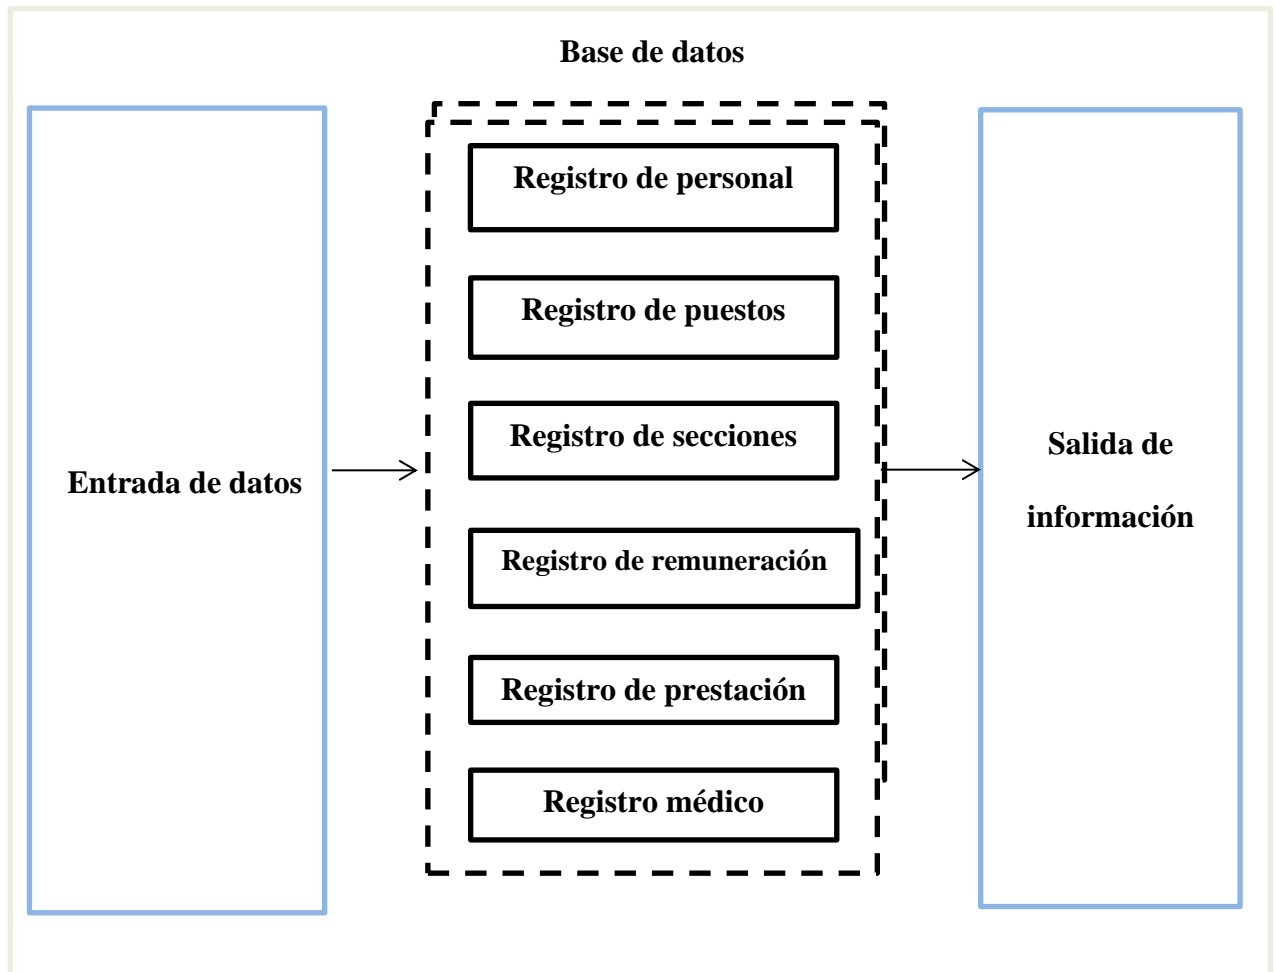 Base de datos
Entrada de datos
Registro de personal
Registro de puestos
Registro de secciones
Registro de remuneración
Registro de prestación
Registro médico
Salida de
información